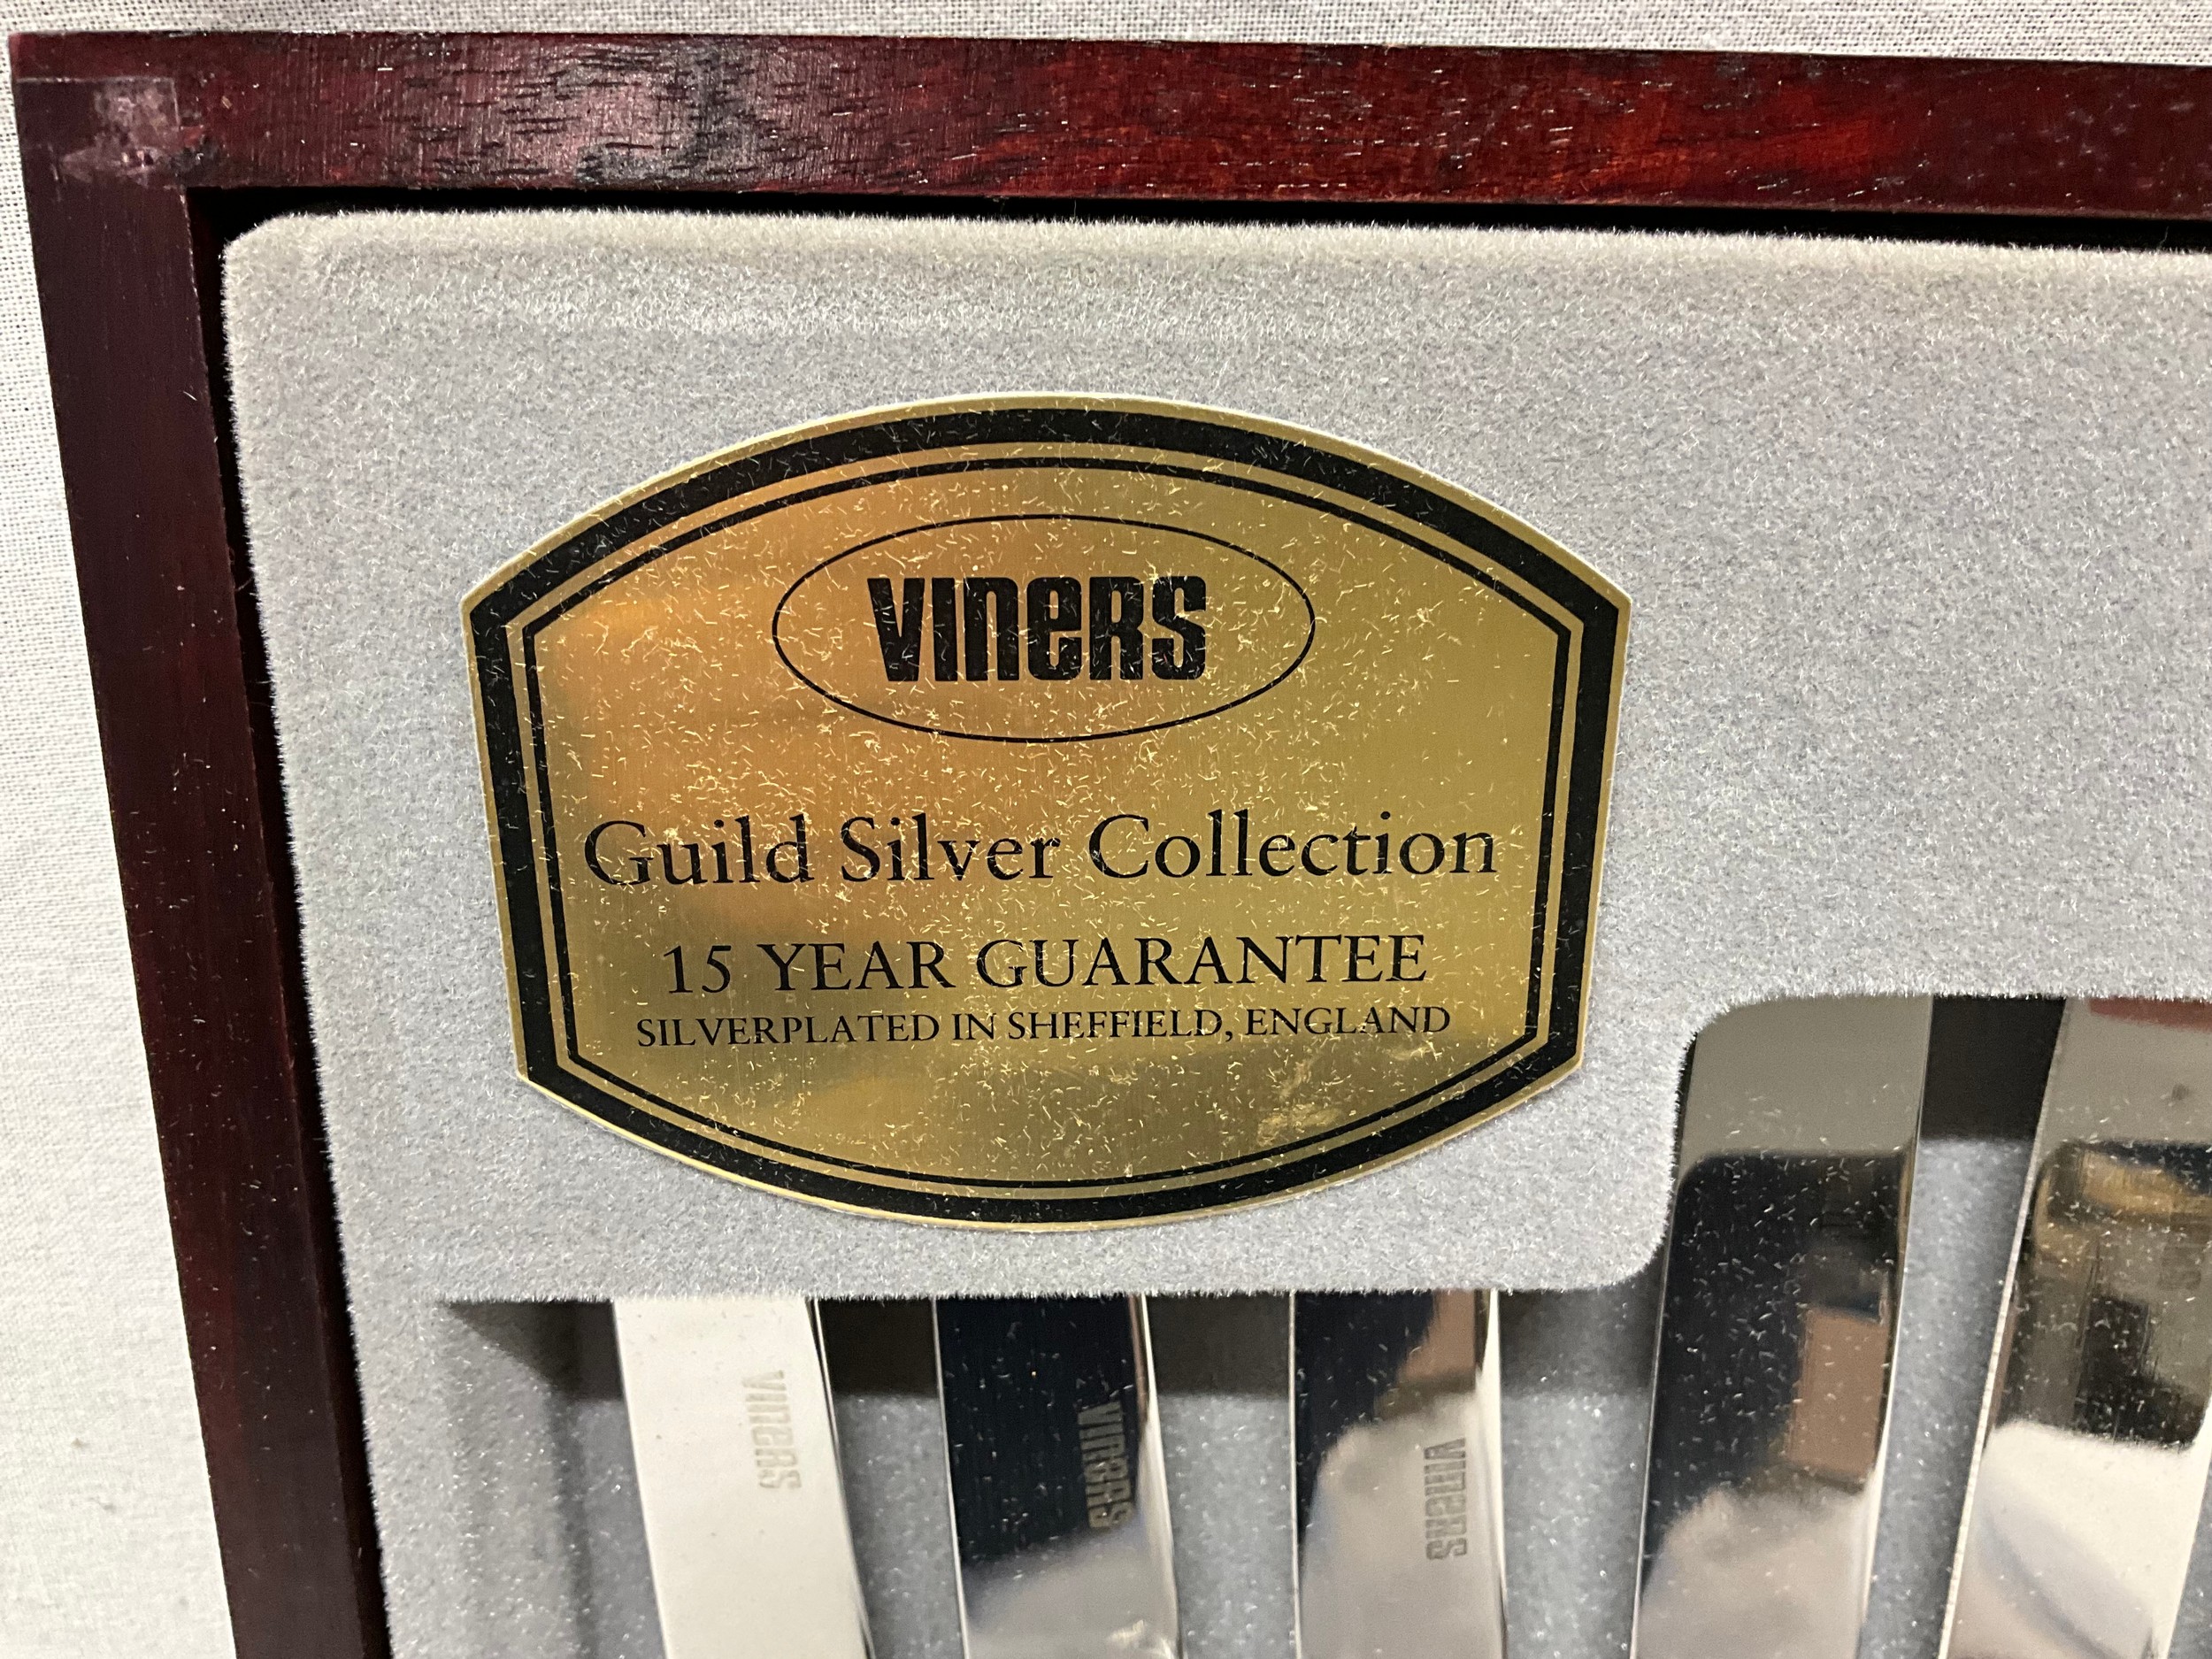 VINERS
Guild Silver Collection
15 YEAR GUARANTEE
SILVERPLATED IN SHEFFIELD, ENGLAND
VINERS
VINERS
VINERS